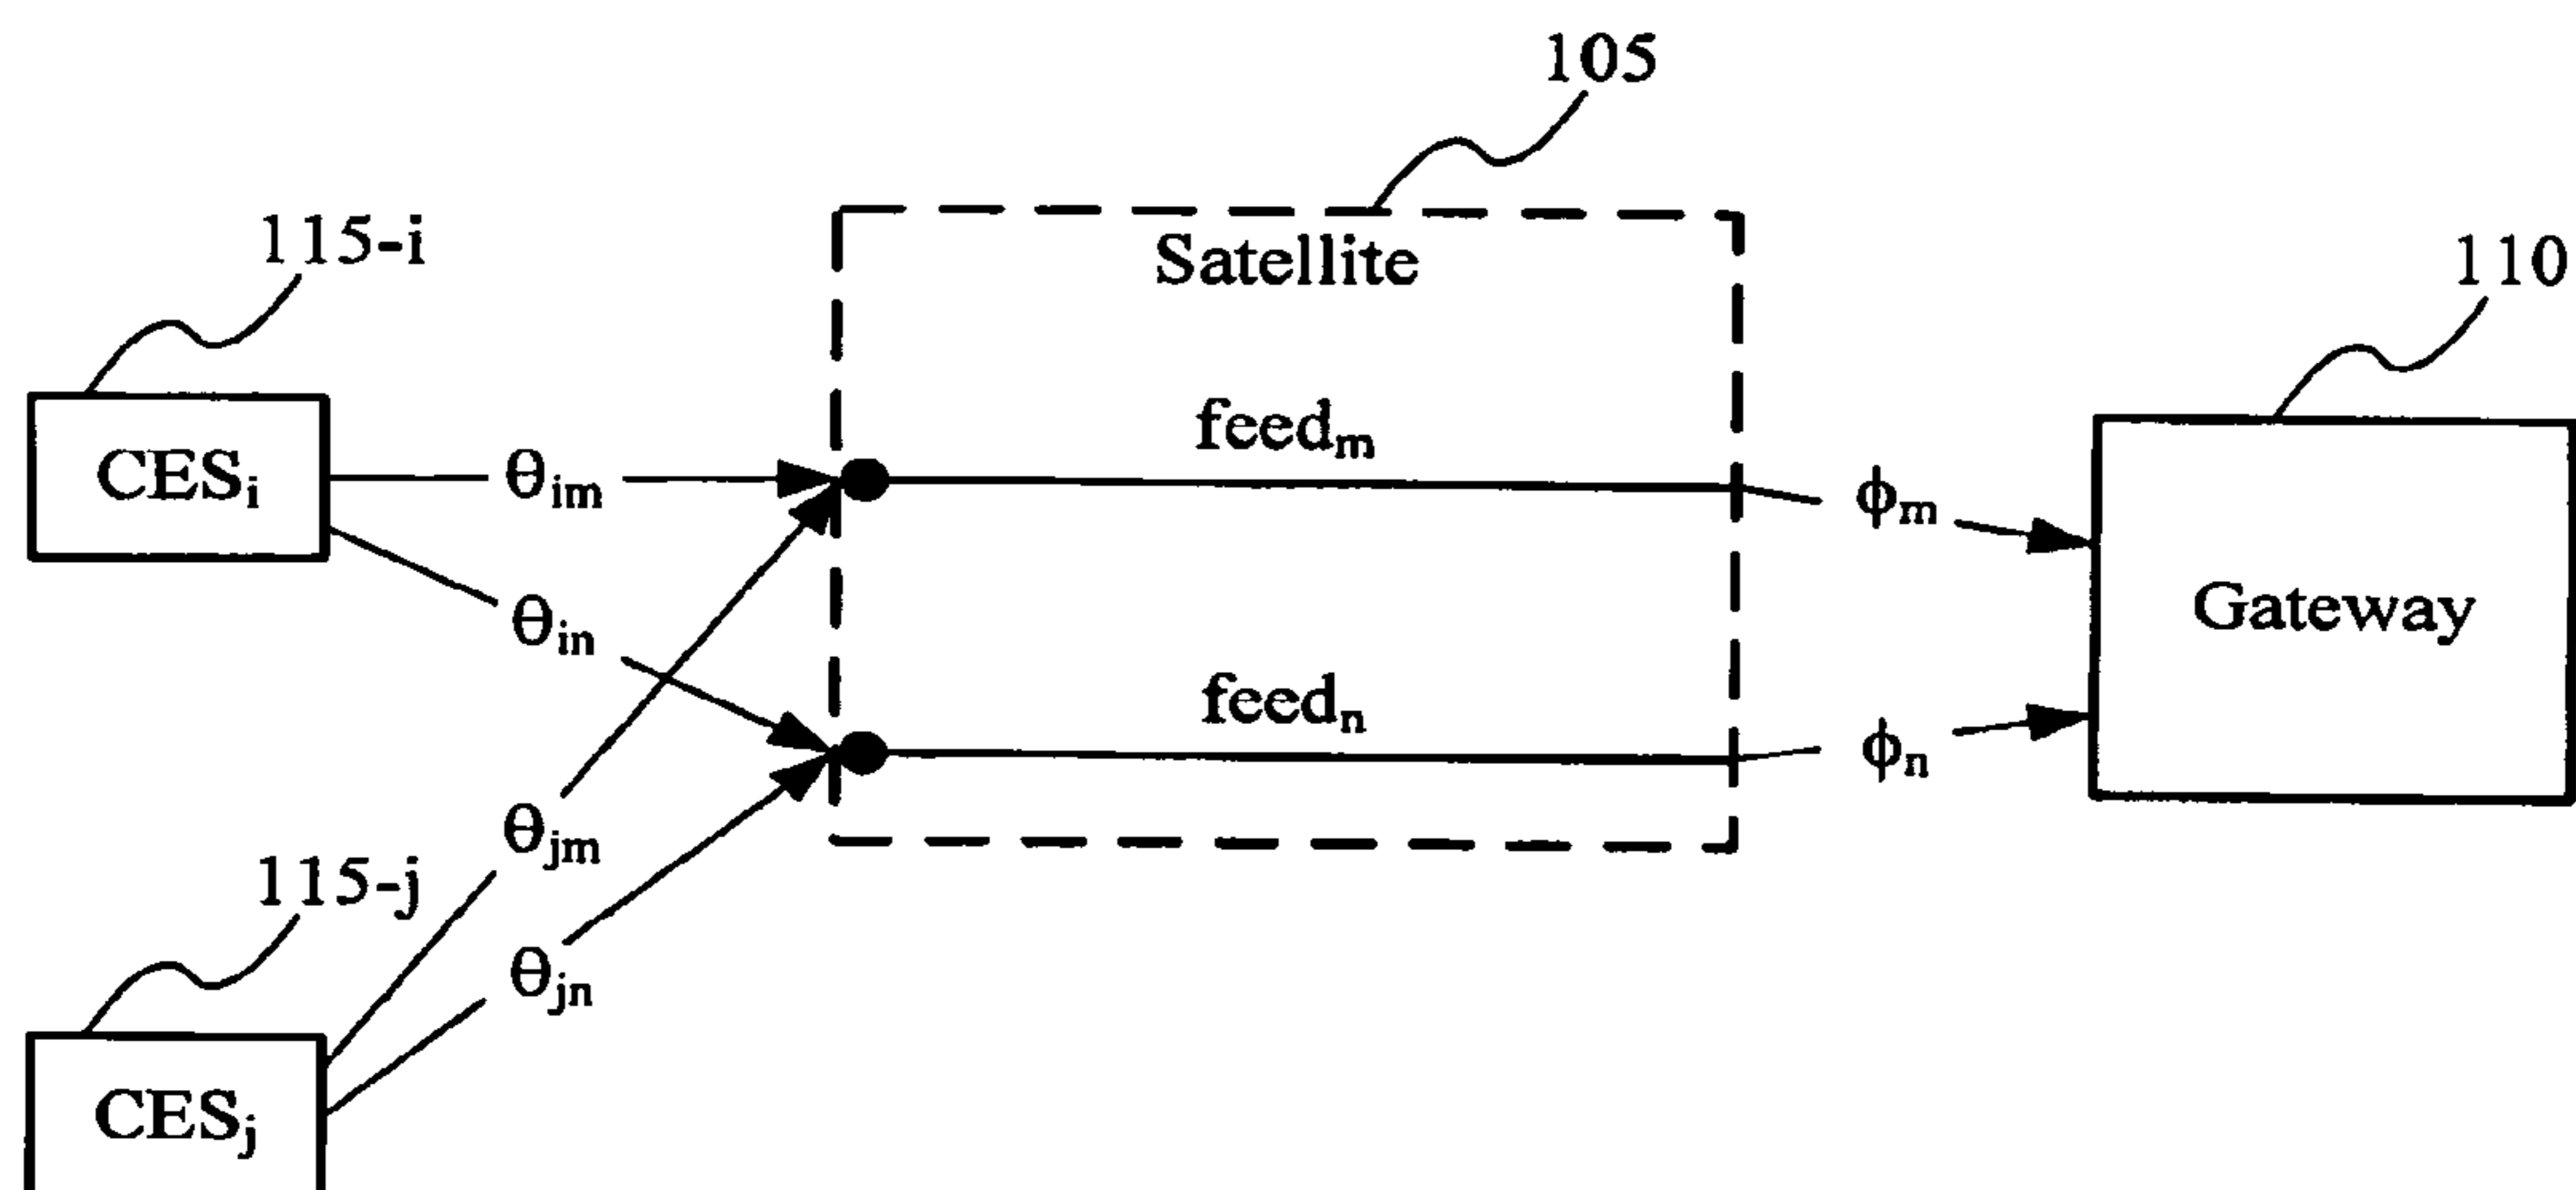 105
115-i
Satellite
110
CESᵢ
θᵢₘ
feedₘ
ϕₘ
Gateway
θᵢₙ
feedₙ
ϕₙ
θⱼₘ
115-j
θⱼₙ
CESⱼ